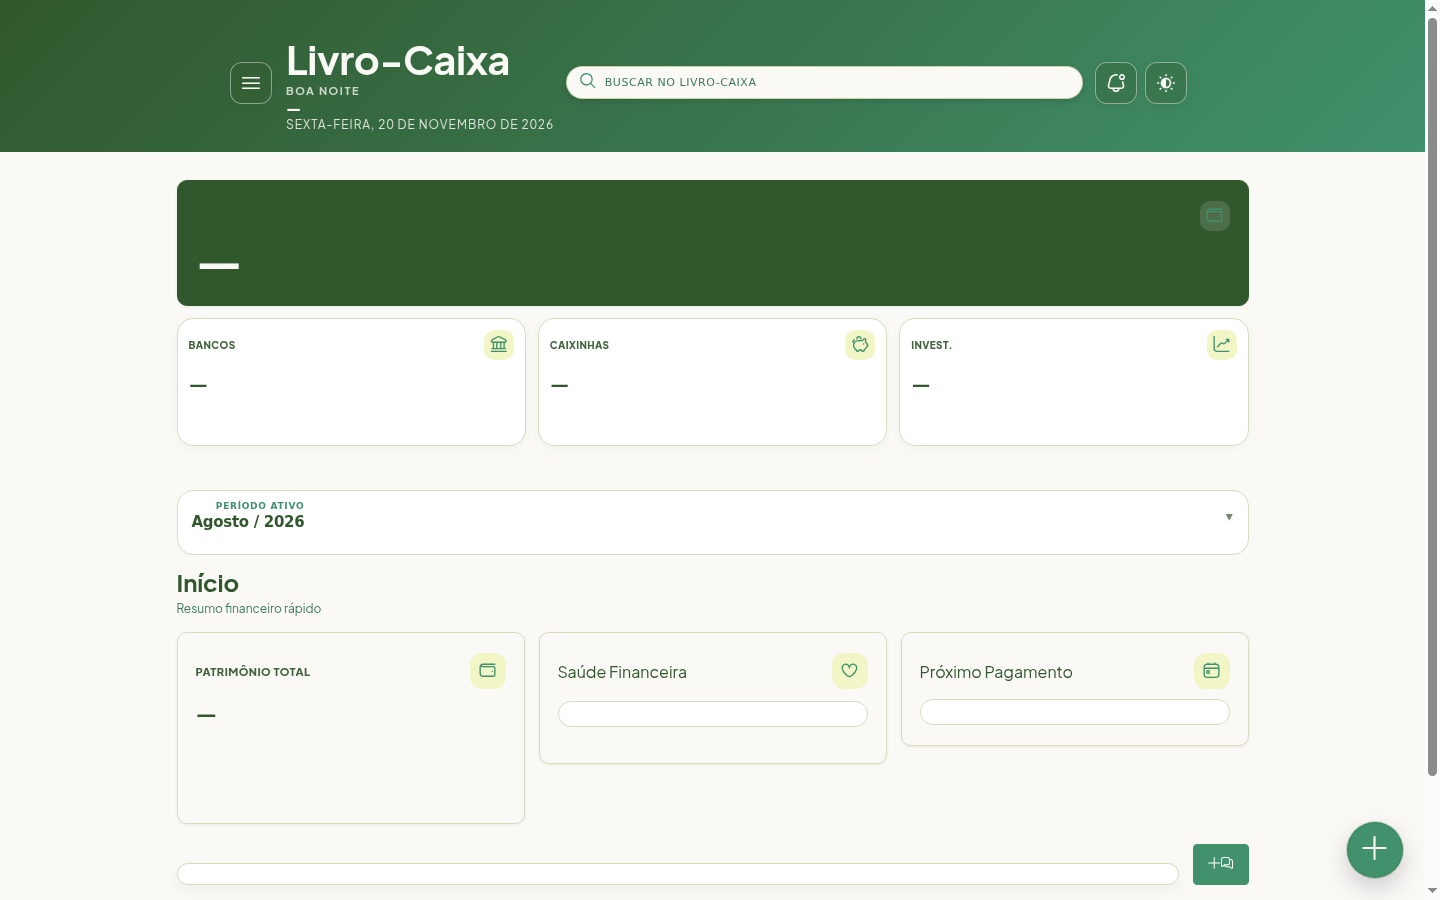 Livro-Caixa
BOA NOITE
—
SEXTA-FEIRA, 20 DE NOVEMBRO DE 2026
BUSCAR NO LIVRO-CAIXA
—
BANCOS
—
CAIXINHAS
—
INVEST.
—
PERÍODO ATIVO
Agosto / 2026
Início
Resumo financeiro rápido
PATRIMÔNIO TOTAL
—
Saúde Financeira
Próximo Pagamento